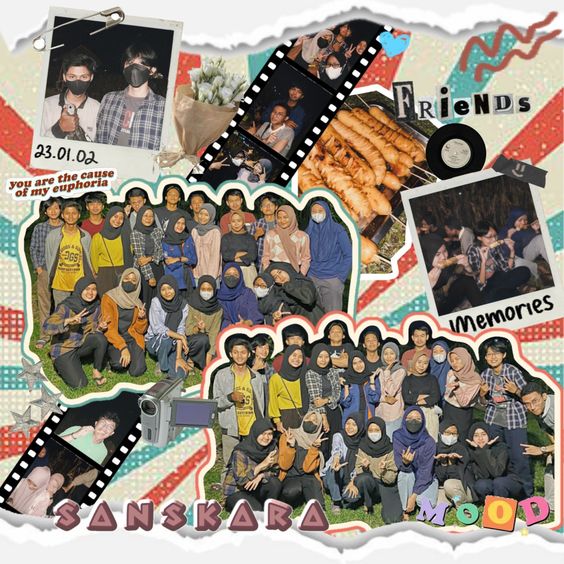 FRIENDS
23.01.02
you are the cause
of my euphoria
Memories
SANSKARA
MOOD